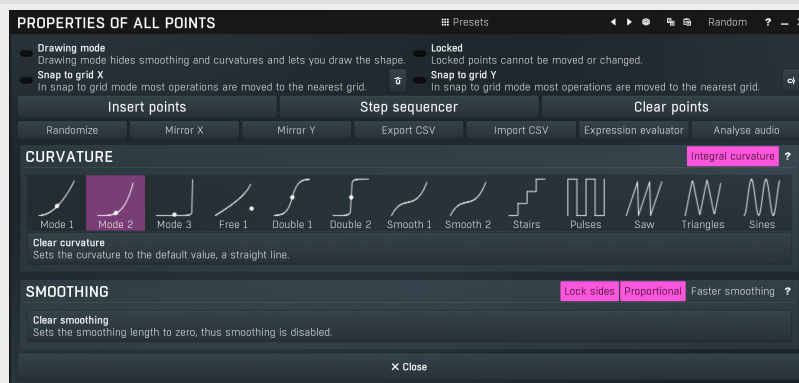 PROPERTIES OF ALL POINTS Presets Random ?
Drawing mode
Drawing mode hides smoothing and curvatures and lets you draw the shape.
Locked
Locked points cannot be moved or changed.
Snap to grid X
In snap to grid mode most operations are moved to the nearest grid.
Snap to grid Y
In snap to grid mode most operations are moved to the nearest grid.
Insert points Step sequencer Clear points
Randomize Mirror X Mirror Y Export CSV Import CSV Expression evaluator Analyse audio
CURVATURE Integral curvature ?
Mode 1 Mode 2 Mode 3 Free 1 Double 1 Double 2 Smooth 1 Smooth 2 Stairs Pulses Saw Triangles Sines
Clear curvature
Sets the curvature to the default value, a straight line.
SMOOTHING Lock sides Proportional Faster smoothing ?
Clear smoothing
Sets the smoothing length to zero, thus smoothing is disabled.
Close